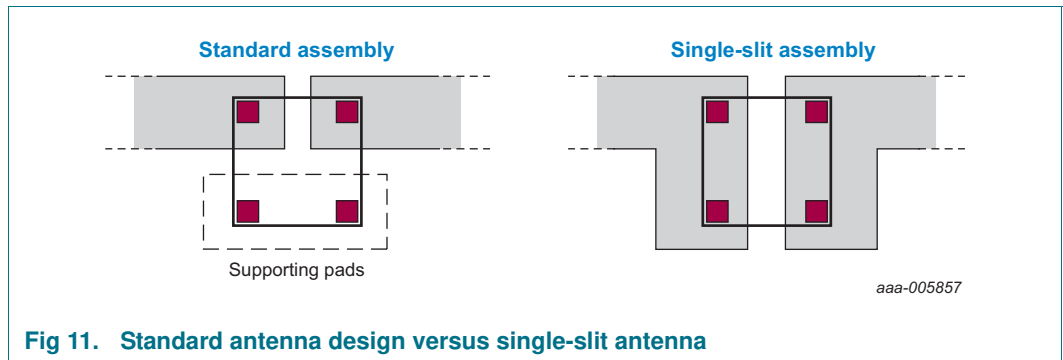 Standard assembly
Single-slit assembly
Supporting pads
aaa-005857
Fig 11. Standard antenna design versus single-slit antenna